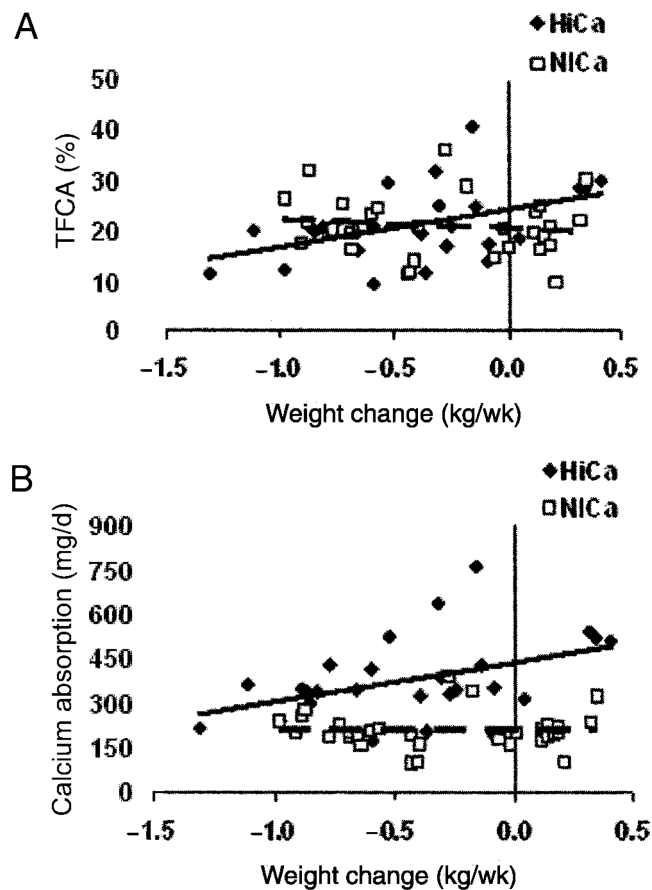 A
HiCa
NlCa
TFCA (%)
50
40
30
20
10
0
−1.5 −1.0 −0.5 0.0 0.5
Weight change (kg/wk)
B
HiCa
NlCa
Calcium absorption (mg/d)
900
750
600
450
300
150
0
−1.5 −1.0 −0.5 0.0 0.5
Weight change (kg/wk)